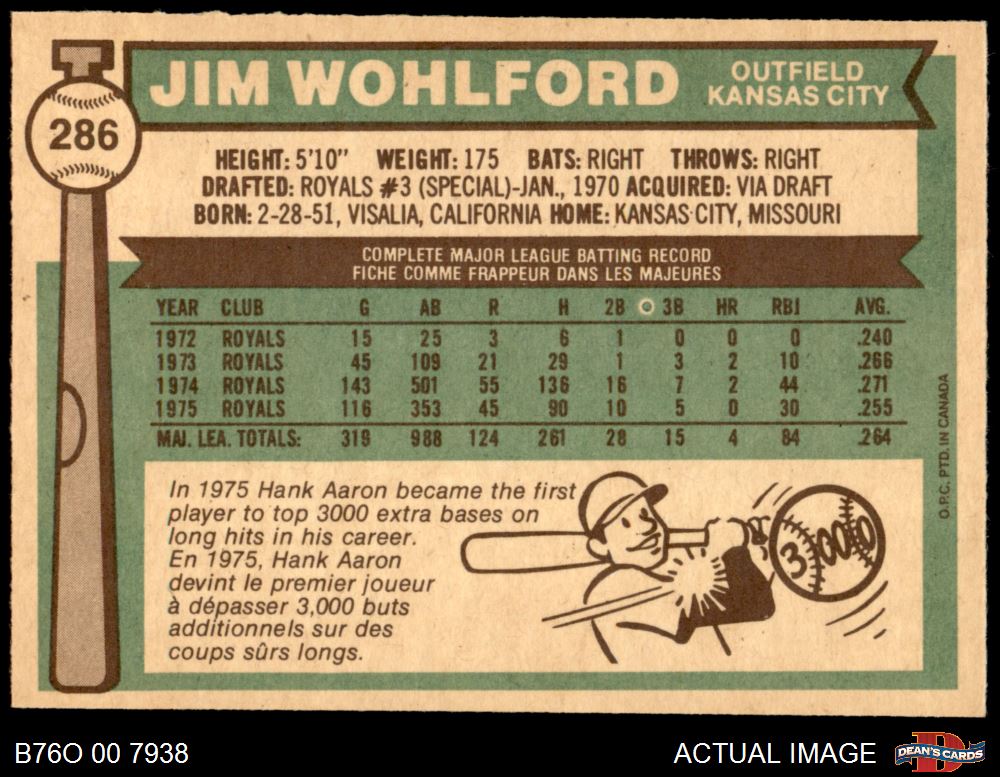 286
JIM WOHLFORD
OUTFIELD
KANSAS CITY
HEIGHT: 5'10" WEIGHT: 175 BATS: RIGHT THROWS: RIGHT
DRAFTED: ROYALS #3 (SPECIAL)-JAN., 1970 ACQUIRED: VIA DRAFT
BORN: 2-28-51, VISALIA, CALIFORNIA HOME: KANSAS CITY, MISSOURI
COMPLETE MAJOR LEAGUE BATTING RECORD
FICHE COMME FRAPPEUR DANS LES MAJEURES
YEAR CLUB G AB R H 2B 3B HR RBI AVG.
1972 ROYALS 15 25 3 6 1 0 0 0 .240
1973 ROYALS 45 109 21 29 1 3 2 10 .266
1974 ROYALS 143 501 55 136 16 7 2 44 .271
1975 ROYALS 116 353 45 90 10 5 0 30 .255
MAJ. LEA. TOTALS: 319 988 124 261 28 15 4 84 .264
In 1975 Hank Aaron became the first
player to top 3000 extra bases on
long hits in his career.
En 1975, Hank Aaron
devint le premier joueur
à dépasser 3,000 buts
additionnels sur des
coups sûrs longs.
3,000
O.P.C. PTD. IN CANADA
B76O 00 7938
ACTUAL IMAGE
DEAN'S CARDS